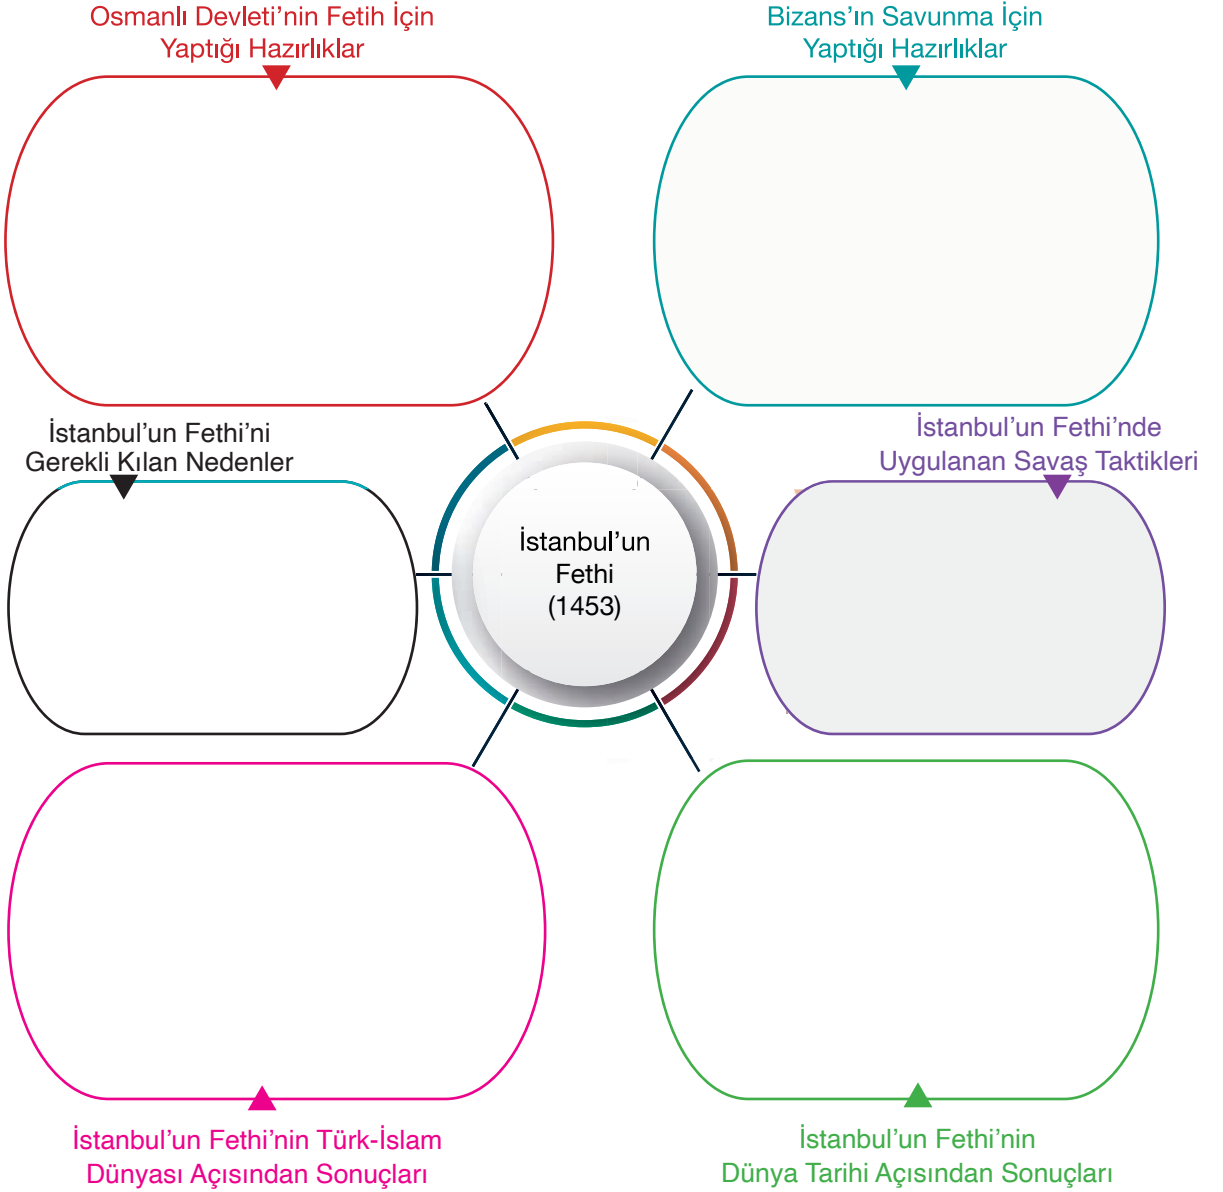 Osmanlı Devleti’nin Fetih İçin
Yaptığı Hazırlıklar
Bizans’ın Savunma İçin
Yaptığı Hazırlıklar
İstanbul’un Fethi’ni
Gerekli Kılan Nedenler
İstanbul’un Fethi’nde
Uygulanan Savaş Taktikleri
İstanbul’un
Fethi
(1453)
İstanbul’un Fethi’nin Türk-İslam
Dünyası Açısından Sonuçları
İstanbul’un Fethi’nin
Dünya Tarihi Açısından Sonuçları